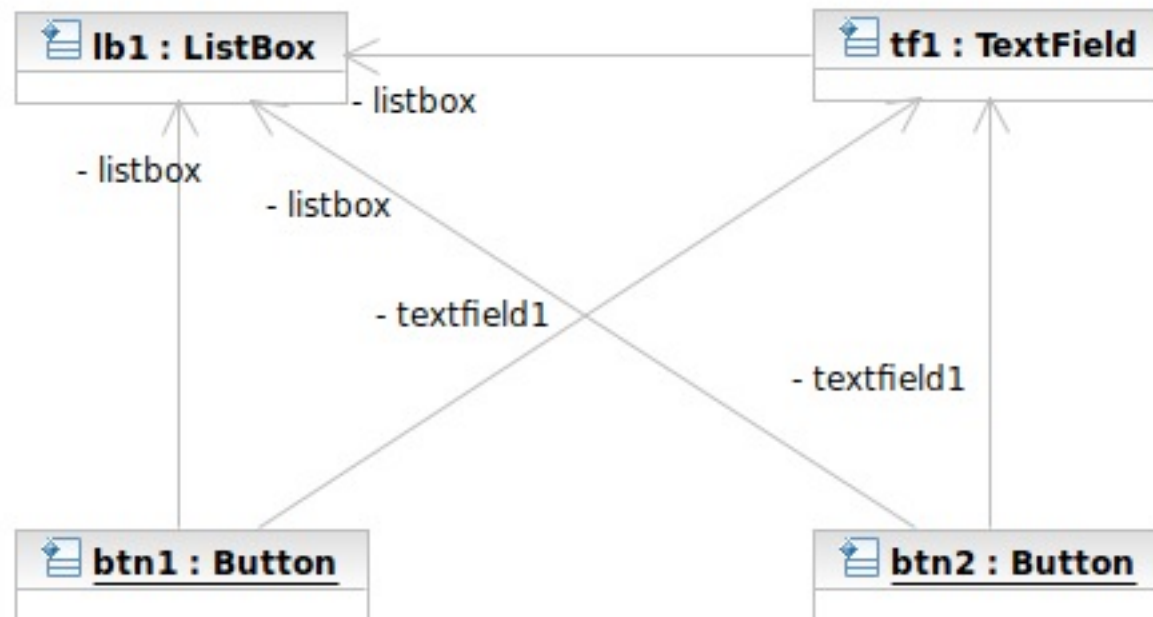 lb1 : ListBox
tf1 : TextField
- listbox
- listbox
- listbox
- textfield1
- textfield1
btn1 : Button
btn2 : Button